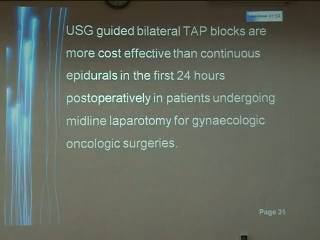 USG guided bilateral TAP blocks are
more cost effective than continuous
epidurals in the first 24 hours
postoperatively in patients undergoing
midline laparotomy for gynaecologic
oncologic surgeries.
Page 31